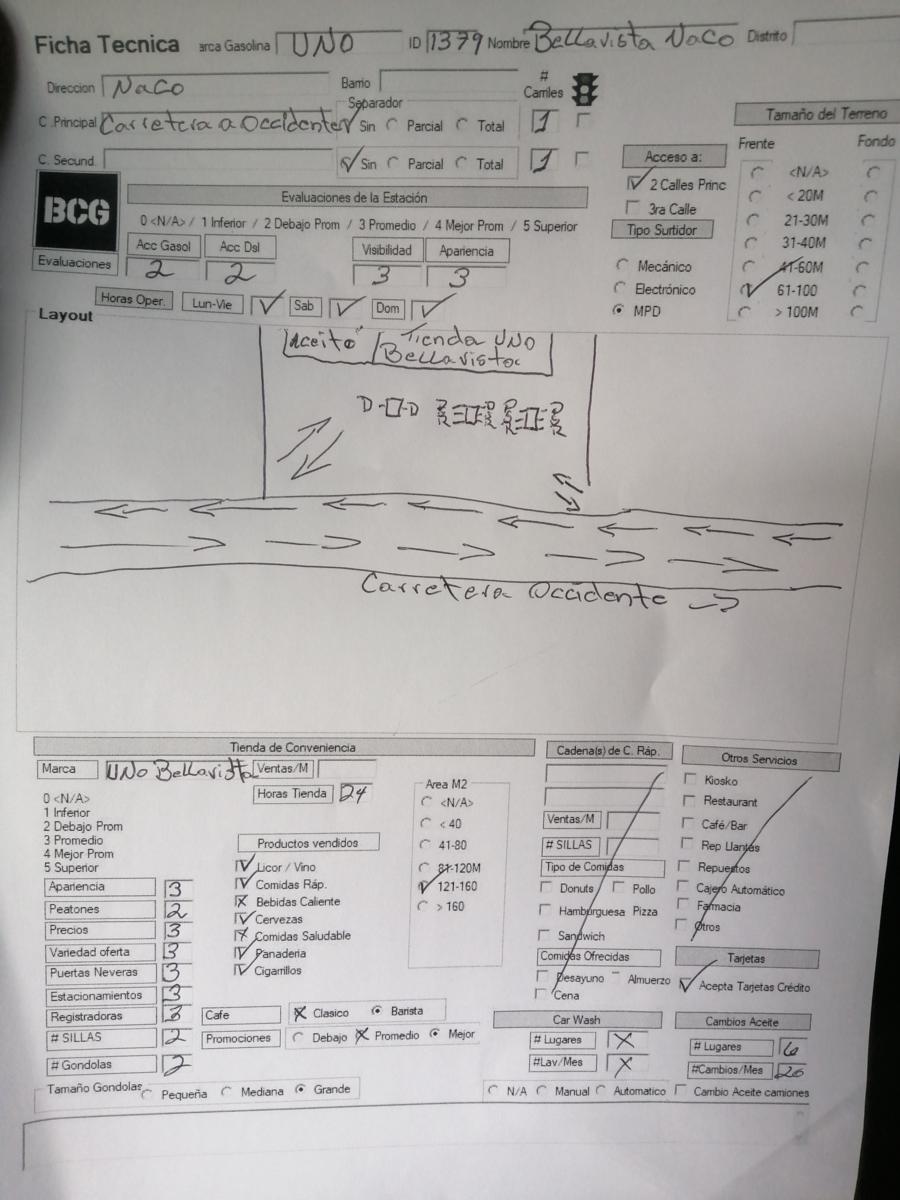 Ficha Tecnica arca Gasolina UNO ID 1379 Nombre Bellavista Naco Distrito
Direccion Naco Barrio # Carriles
C.Principal Carretera a Occidente Separador Sin Parcial Total 1
C. Secund. Sin Parcial Total 1
Tamaño del Terreno
Frente Fondo
<N/A>
< 20M
21-30M
31-40M
41-60M
61-100
> 100M
Acceso a:
2 Calles Princ
3ra Calle
Tipo Surtidor
Mecánico
Electrónico
MPD
BCG
Evaluaciones
Evaluaciones de la Estación
0 <N/A> / 1 Inferior / 2 Debajo Prom / 3 Promedio / 4 Mejor Prom / 5 Superior
Acc Gasol Acc Dsl Visibilidad Apariencia
2 2 3 3
Horas Oper. Lun-Vie Sab Dom
Layout
"Aceito" Tienda UNO
Bellavista
D D
Carretera Occidente
Tienda de Conveniencia
Marca UNO Bellavista Ventas/M
Horas Tienda 24
0 <N/A>
1 Inferior
2 Debajo Prom
3 Promedio
4 Mejor Prom
5 Superior
Apariencia 3
Peatones 2
Precios 3
Variedad oferta 3
Puertas Neveras 3
Estacionamientos 3
Registradoras 3
# SILLAS 2
# Gondolas 2
Tamaño Gondolas Pequeña Mediana Grande
Productos vendidos
Licor / Vino
Comidas Ráp.
X Bebidas Caliente
Cervezas
X Comidas Saludable
Panaderia
Cigarrillos
Cafe X Clasico Barista
Promociones Debajo X Promedio Mejor
Area M2
<N/A>
< 40
41-80
81-120M
121-160
> 160
Cadena(s) de C. Ráp.
Ventas/M
# SILLAS
Tipo de Comidas
Donuts Pollo
Hamburguesa Pizza
Sandwich
Comidas Ofrecidas
Desayuno Almuerzo
Cena
Otros Servicios
Kiosko
Restaurant
Café/Bar
Rep Llantas
Repuestos
Cajero Automático
Farmacia
Otros
Tarjetas
Acepta Tarjetas Crédito
Car Wash
# Lugares X
#Lav/Mes X
N/A Manual Automatico
Cambios Aceite
# Lugares 6
#Cambios/Mes 20
Cambio Aceite camiones